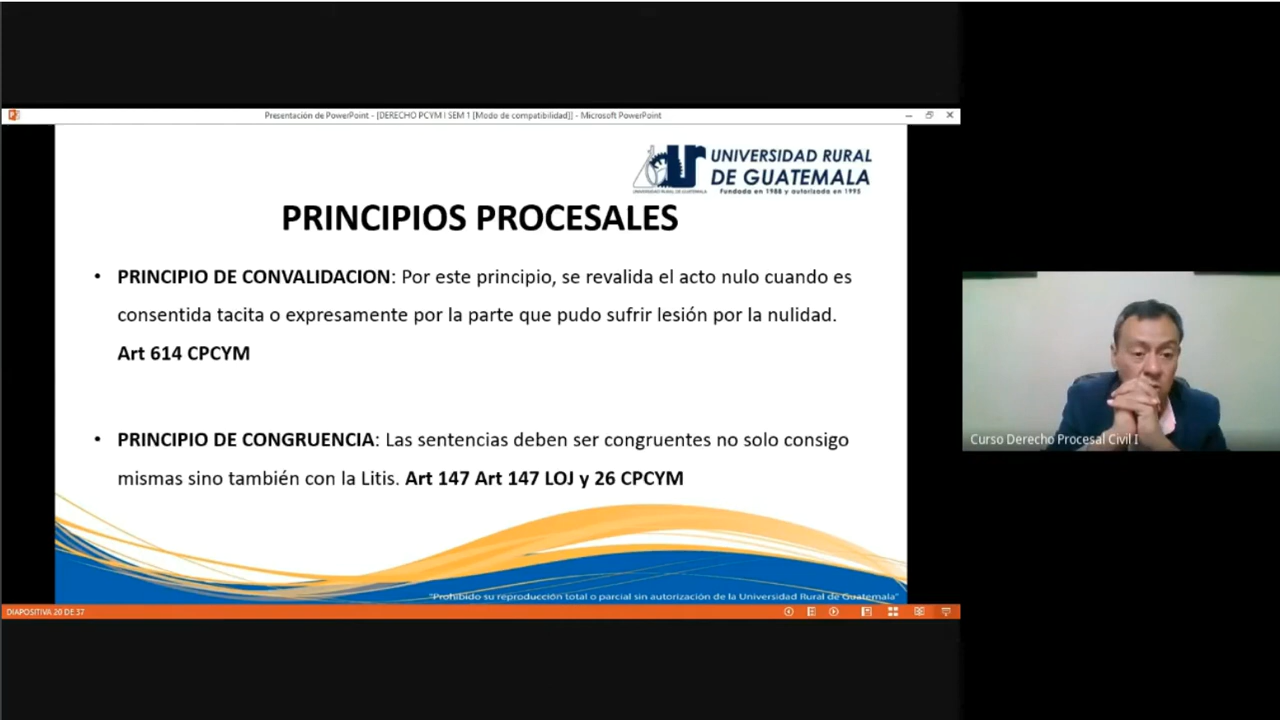 Presentación de PowerPoint - [DERECHO PCYM I SEM 1 [Modo de compatibilidad]] - Microsoft PowerPoint
UNIVERSIDAD RURAL
DE GUATEMALA
Fundada en 1988 y autorizada en 1995
UNIVERSIDAD RURAL DE GUATEMALA
PRINCIPIOS PROCESALES
• PRINCIPIO DE CONVALIDACION: Por este principio, se revalida el acto nulo cuando es
consentida tacita o expresamente por la parte que pudo sufrir lesión por la nulidad.
Art 614 CPCYM
• PRINCIPIO DE CONGRUENCIA: Las sentencias deben ser congruentes no solo consigo
mismas sino también con la Litis. Art 147 Art 147 LOJ y 26 CPCYM
"Prohibido su reproducción total o parcial sin autorización de la Universidad Rural de Guatemala"
DIAPOSITIVA 20 DE 37
Curso Derecho Procesal Civil I